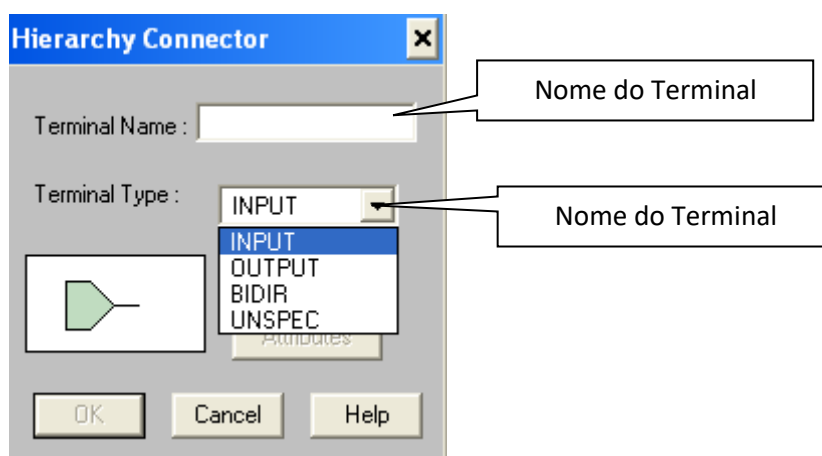 Hierarchy Connector
Nome do Terminal
Terminal Name :
Terminal Type :
INPUT
Nome do Terminal
INPUT
OUTPUT
BIDIR
UNSPEC
Attributes
OK
Cancel
Help